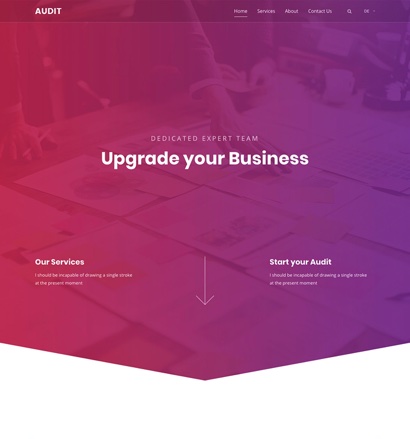 AUDIT
Home Services About Contact Us DE
DEDICATED EXPERT TEAM
Upgrade your Business
Our Services
I should be incapable of drawing a single stroke
at the present moment
Start your Audit
I should be incapable of drawing a single stroke
at the present moment